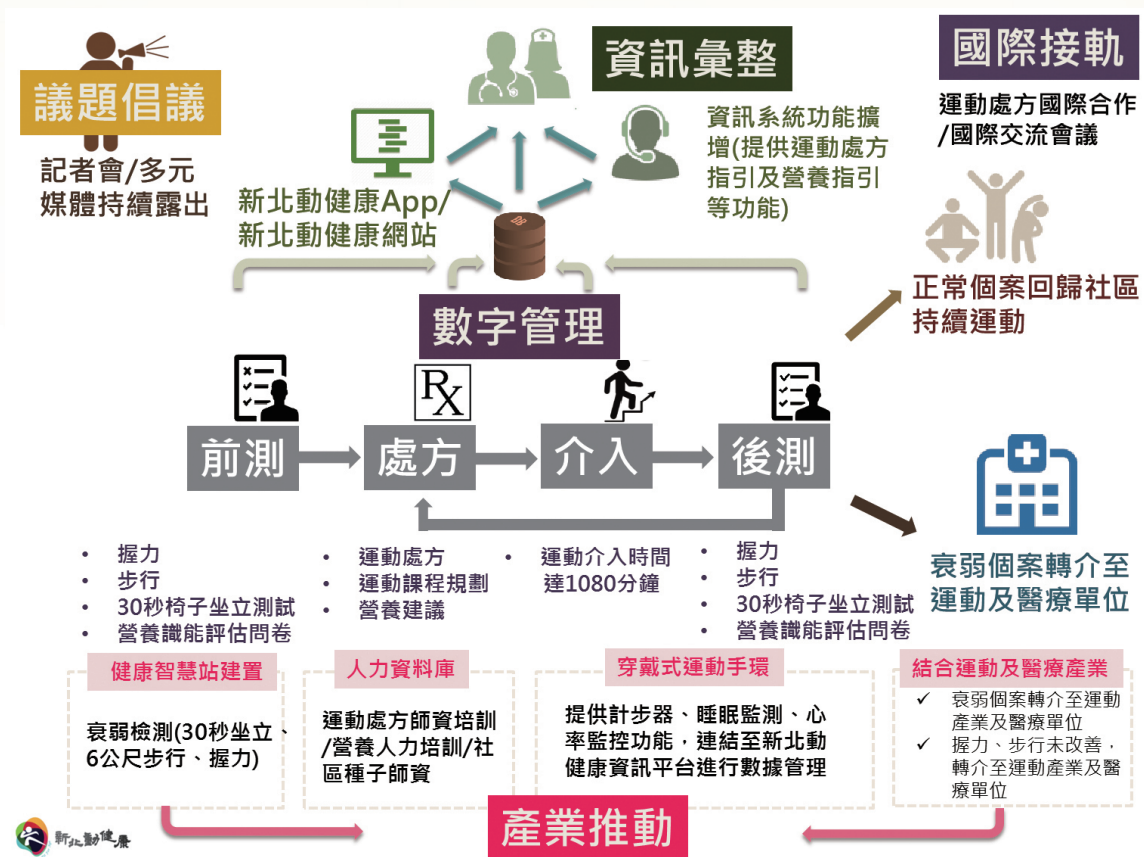 議題倡議
記者會/多元
媒體持續露出
資訊彙整
資訊系統功能擴
增(提供運動處方
指引及營養指引
等功能)
新北動健康App/
新北動健康網站
國際接軌
運動處方國際合作
/國際交流會議
正常個案回歸社區
持續運動
數字管理
Rx
前測
處方
介入
後測
• 握力
• 步行
• 30秒椅子坐立測試
• 營養識能評估問卷
• 運動處方
• 運動課程規劃
• 營養建議
• 運動介入時間
達1080分鐘
• 握力
• 步行
• 30秒椅子坐立測試
• 營養識能評估問卷
衰弱個案轉介至
運動及醫療單位
健康智慧站建置
衰弱檢測(30秒坐立、
6公尺步行、握力)
人力資料庫
運動處方師資培訓
/營養人力培訓/社
區種子師資
穿戴式運動手環
提供計步器、睡眠監測、心
率監控功能，連結至新北動
健康資訊平台進行數據管理
結合運動及醫療產業
✓ 衰弱個案轉介至運動
產業及醫療單位
✓ 握力、步行未改善，
轉介至運動產業及醫
療單位
產業推動
新北動健康